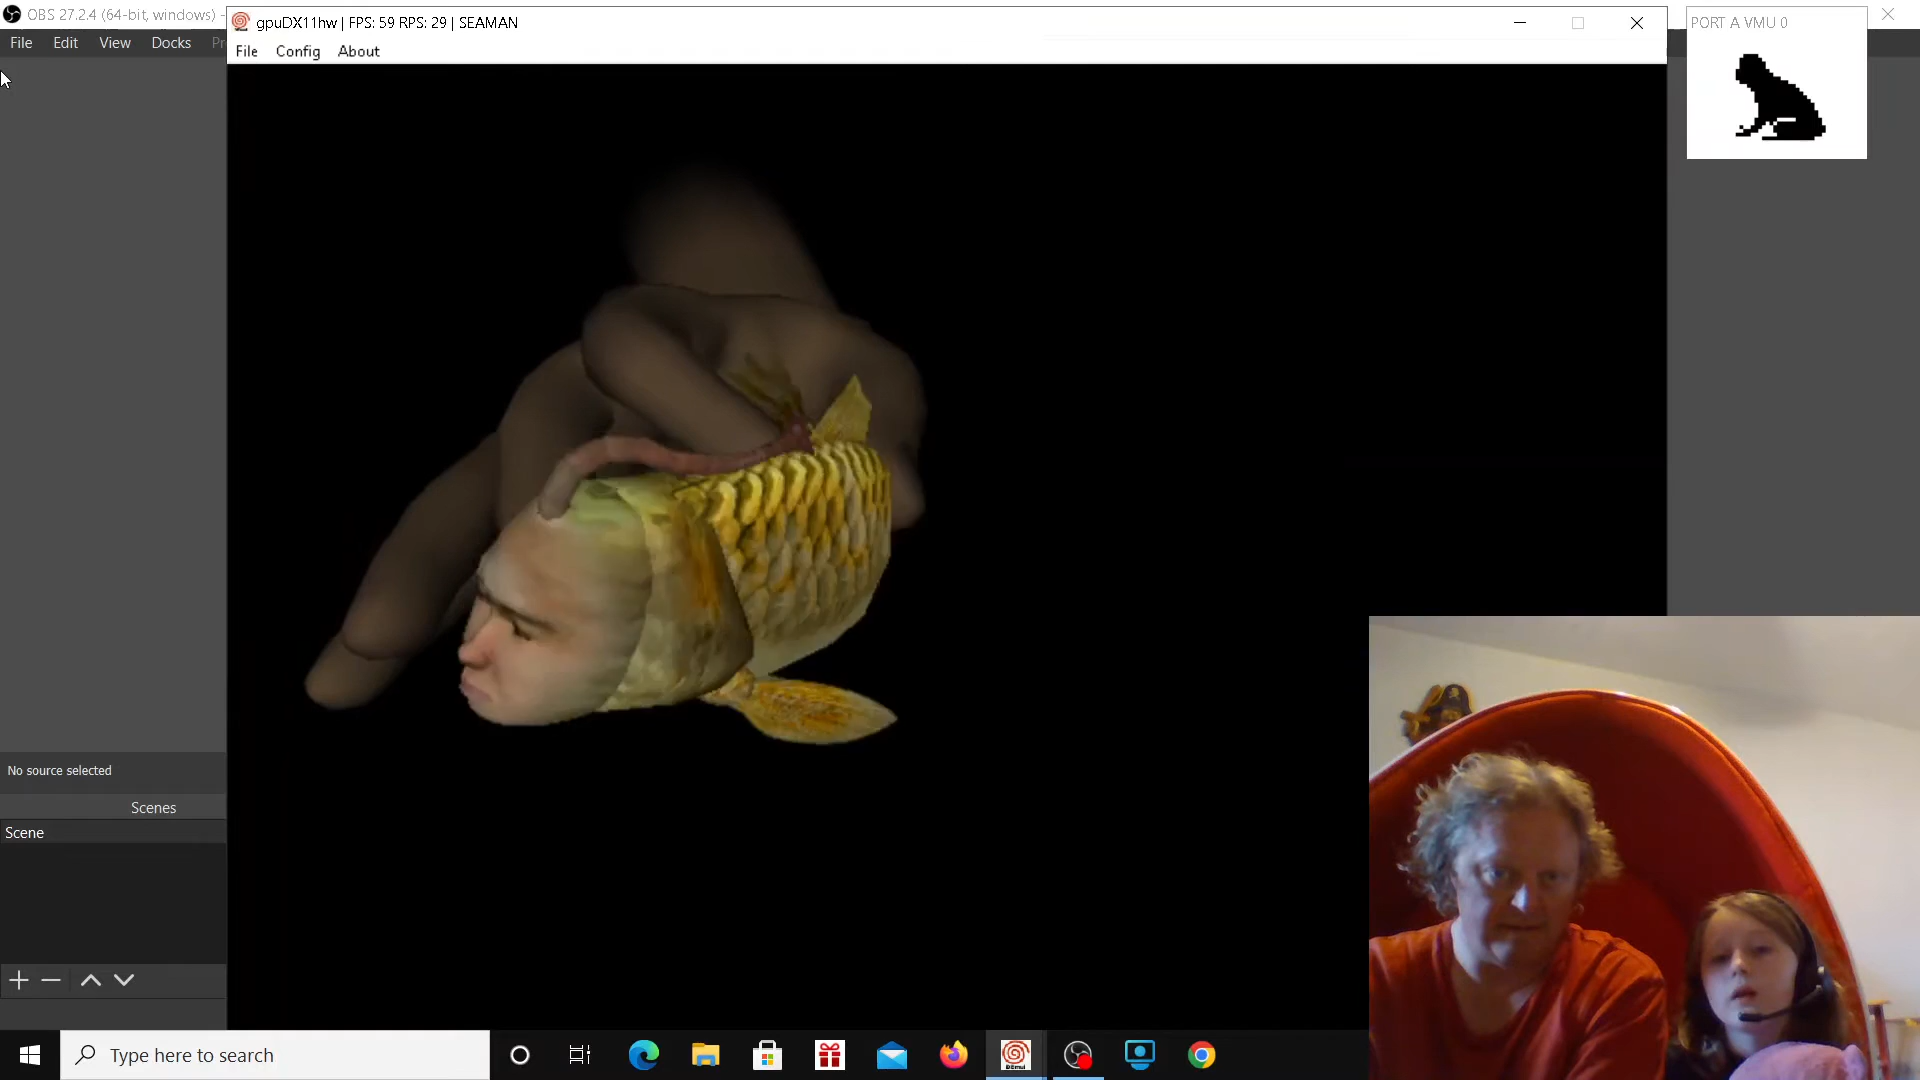 OBS 27.2.4 (64-bit, windows) -
gpuDX11hw | FPS: 59 RPS: 29 | SEAMAN
PORT A VMU 0
File Edit View Docks Pr
File Config About
No source selected
Scenes
Scene
Type here to search